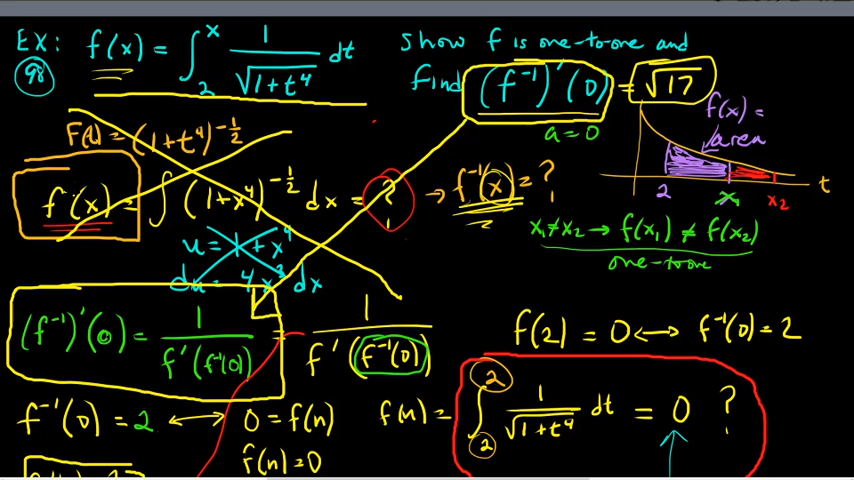 EX: f(x) = ∫₂ˣ 1/√(1+t⁴) dt show f is one-to-one and
98 find (f⁻¹)'(0) = √17
a=0
f(x) = area
F(t) = (1+t⁴)^(-1/2)
f(x) = ∫(1+x⁴)^(-1/2) dx = ? → f⁻¹(x) = ?
2 x₁ x₂ t
u = 1+x⁴
du = 4x³ dx
x₁≠x₂ → f(x₁) ≠ f(x₂)
one-to-one
(f⁻¹)'(0) = 1/f'(f⁻¹(0)) = 1/f'(f⁻¹(0))
f(2) = 0 ↔ f⁻¹(0) = 2
f⁻¹(0) = 2 ↔ 0 = f(n) f(n) = ∫₂² 1/√(1+t⁴) dt = 0 ?
f(n) = 0